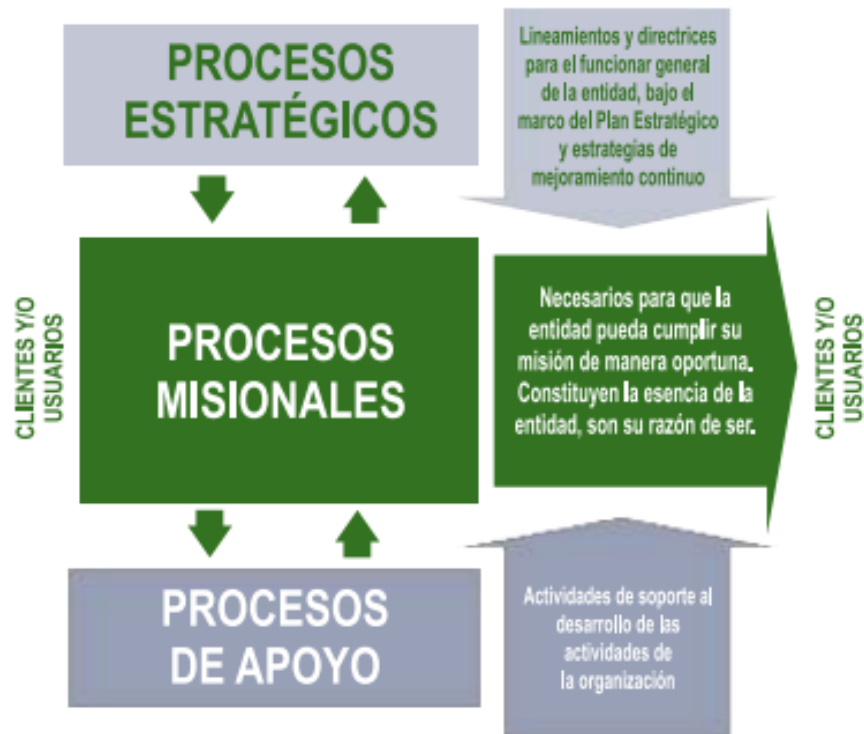 PROCESOS
ESTRATÉGICOS
Lineamientos y directrices
para el funcionar general
de la entidad, bajo el
marco del Plan Estratégico
y estrategias de
mejoramiento continuo
CLIENTES Y/O
USUARIOS
PROCESOS
MISIONALES
Necesarios para que la
entidad pueda cumplir su
misión de manera oportuna.
Constituyen la esencia de la
entidad, son su razón de ser.
CLIENTES Y/O
USUARIOS
PROCESOS
DE APOYO
Actividades de soporte al
desarrollo de las
actividades de
la organización